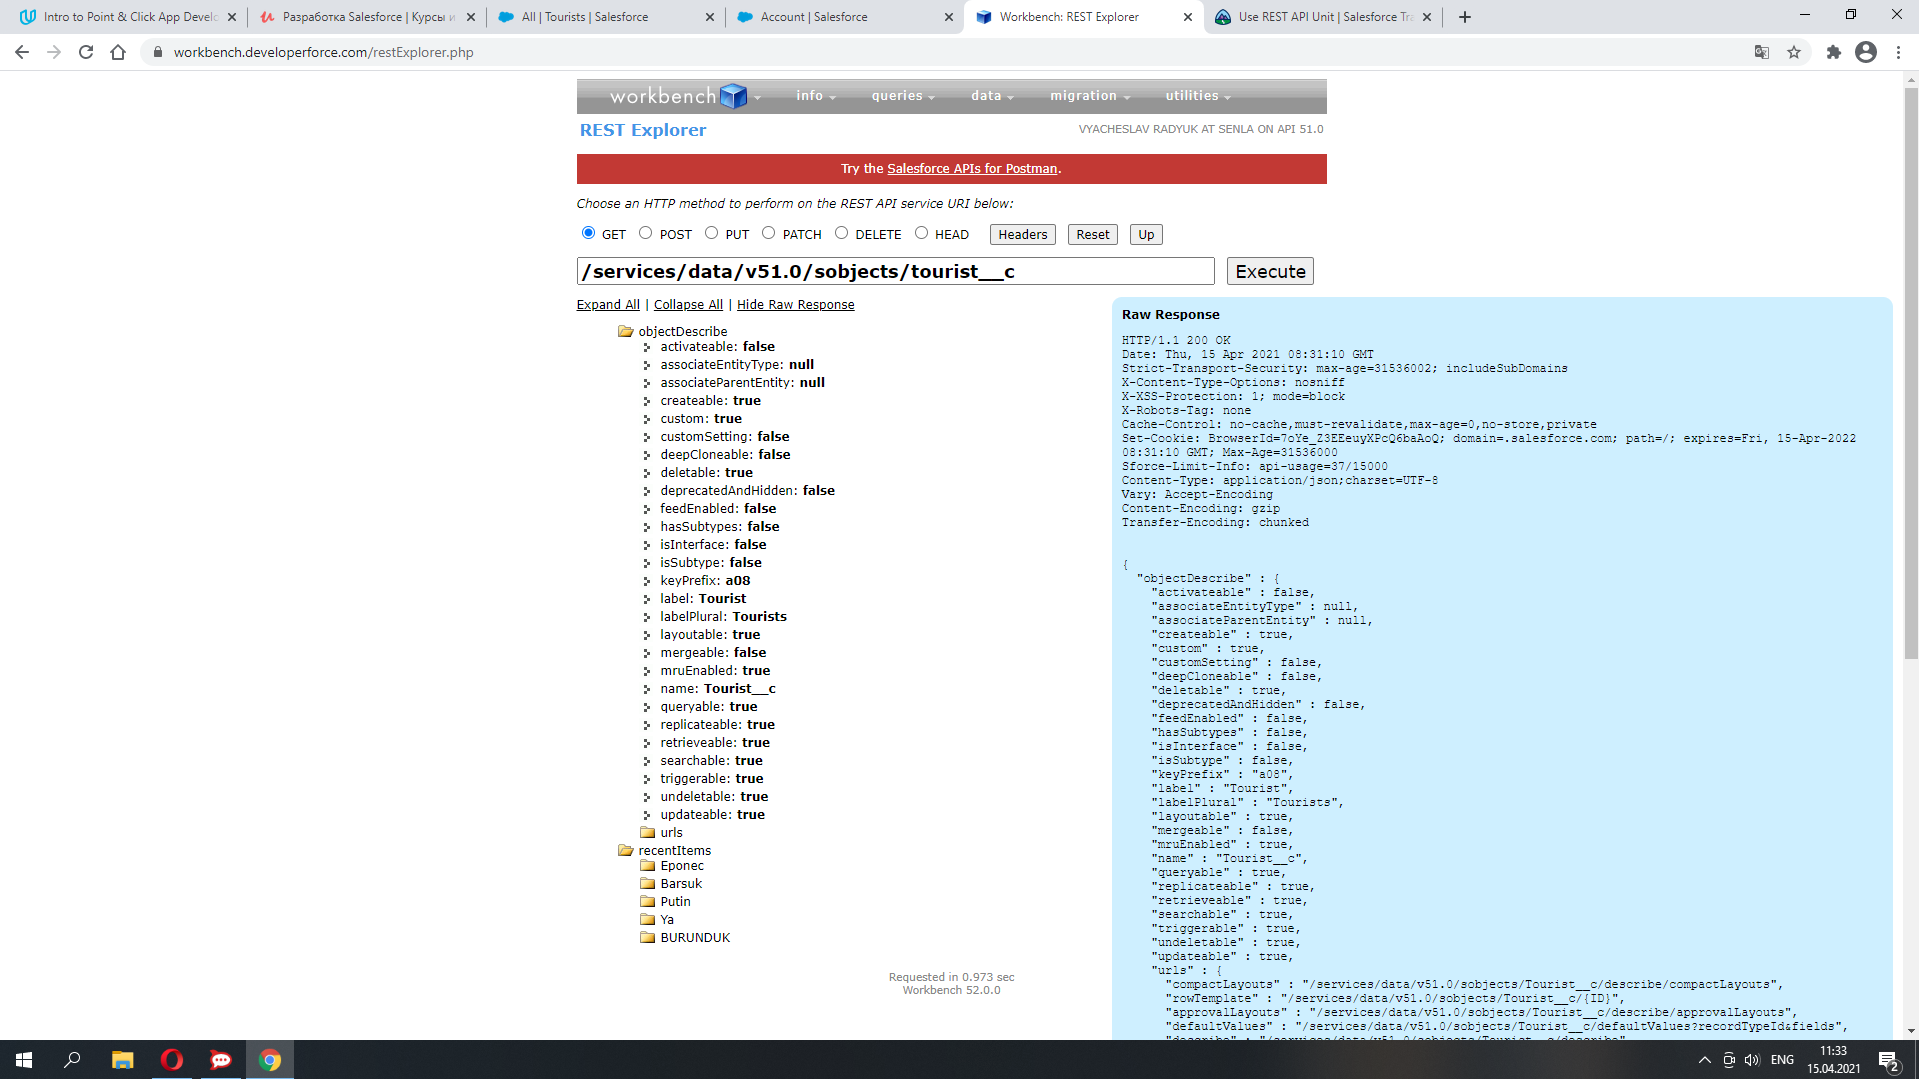 Intro to Point & Click App Develo
Разработка Salesforce | Курсы и
All | Tourists | Salesforce
Account | Salesforce
Workbench: REST Explorer
Use REST API Unit | Salesforce Tra
workbench.developerforce.com/restExplorer.php
workbench
info
queries
data
migration
utilities
REST Explorer
VYACHESLAV RADYUK AT SENLA ON API 51.0
Try the Salesforce APIs for Postman.
Choose an HTTP method to perform on the REST API service URI below:
GET POST PUT PATCH DELETE HEAD Headers Reset Up
/services/data/v51.0/sobjects/tourist__c Execute
Expand All | Collapse All | Hide Raw Response
objectDescribe
activateable: false
associateEntityType: null
associateParentEntity: null
createable: true
custom: true
customSetting: false
deepCloneable: false
deletable: true
deprecatedAndHidden: false
feedEnabled: false
hasSubtypes: false
isInterface: false
isSubtype: false
keyPrefix: a08
label: Tourist
labelPlural: Tourists
layoutable: true
mergeable: false
mruEnabled: true
name: Tourist__c
queryable: true
replicateable: true
retrieveable: true
searchable: true
triggerable: true
undeletable: true
updateable: true
urls
recentItems
Eponec
Barsuk
Putin
Ya
BURUNDUK
Requested in 0.973 sec
Workbench 52.0.0
Raw Response
HTTP/1.1 200 OK
Date: Thu, 15 Apr 2021 08:31:10 GMT
Strict-Transport-Security: max-age=31536002; includeSubDomains
X-Content-Type-Options: nosniff
X-XSS-Protection: 1; mode=block
X-Robots-Tag: none
Cache-Control: no-cache,must-revalidate,max-age=0,no-store,private
Set-Cookie: BrowserId=7oYe_Z3EEeuyXPcQ6baAoQ; domain=.salesforce.com; path=/; expires=Fri, 15-Apr-2022
08:31:10 GMT; Max-Age=31536000
Sforce-Limit-Info: api-usage=37/15000
Content-Type: application/json;charset=UTF-8
Vary: Accept-Encoding
Content-Encoding: gzip
Transfer-Encoding: chunked
{
"objectDescribe" : {
"activateable" : false,
"associateEntityType" : null,
"associateParentEntity" : null,
"createable" : true,
"custom" : true,
"customSetting" : false,
"deepCloneable" : false,
"deletable" : true,
"deprecatedAndHidden" : false,
"feedEnabled" : false,
"hasSubtypes" : false,
"isInterface" : false,
"isSubtype" : false,
"keyPrefix" : "a08",
"label" : "Tourist",
"labelPlural" : "Tourists",
"layoutable" : true,
"mergeable" : false,
"mruEnabled" : true,
"name" : "Tourist__c",
"queryable" : true,
"replicateable" : true,
"retrieveable" : true,
"searchable" : true,
"triggerable" : true,
"undeletable" : true,
"updateable" : true,
"urls" : {
"compactLayouts" : "/services/data/v51.0/sobjects/Tourist__c/describe/compactLayouts",
"rowTemplate" : "/services/data/v51.0/sobjects/Tourist__c/{ID}",
"approvalLayouts" : "/services/data/v51.0/sobjects/Tourist__c/describe/approvalLayouts",
"defaultValues" : "/services/data/v51.0/sobjects/Tourist__c/defaultValues?recordTypeId&fields",
"describe" : "/services/data/v51.0/sobjects/Tourist__c/describe"
ENG
11:33
15.04.2021
2